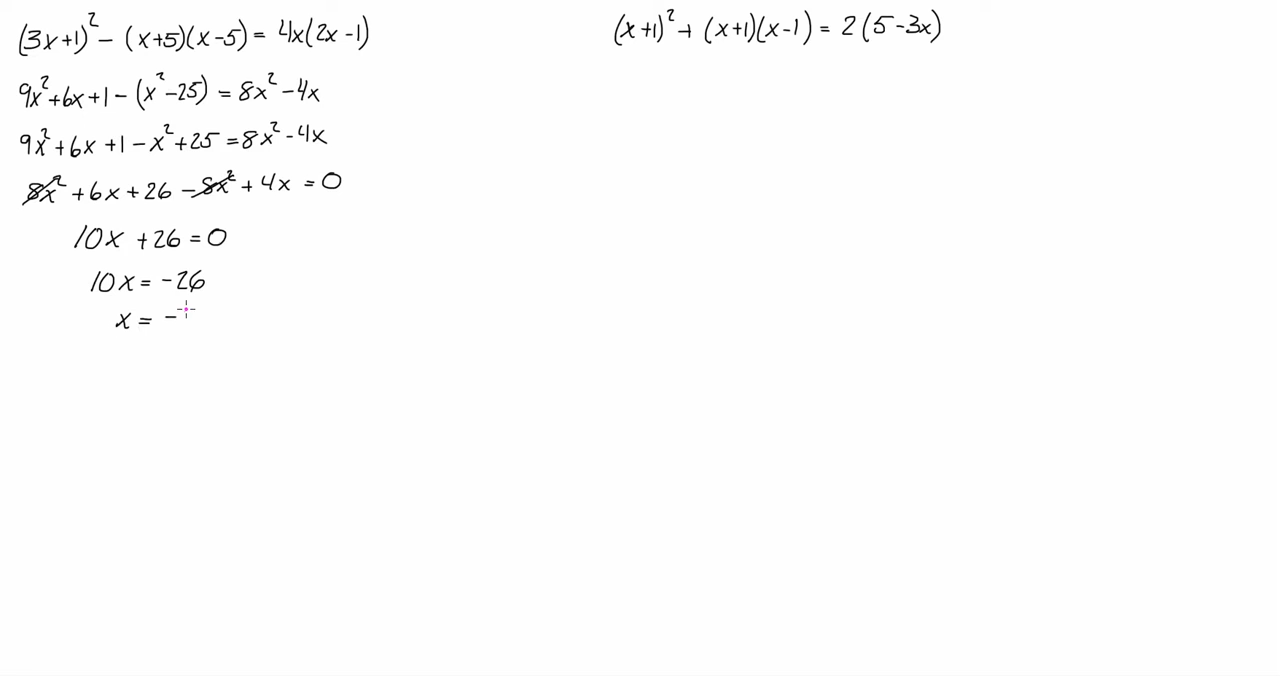 (3x+1)² - (x+5)(x-5) = 4x(2x-1)
9x²+6x+1-(x²-25) = 8x²-4x
9x²+6x+1-x²+25=8x²-4x
8x²+6x+26-8x²+4x=0
10x+26=0
10x=-26
x=-
(x+1)²+(x+1)(x-1)=2(5-3x)